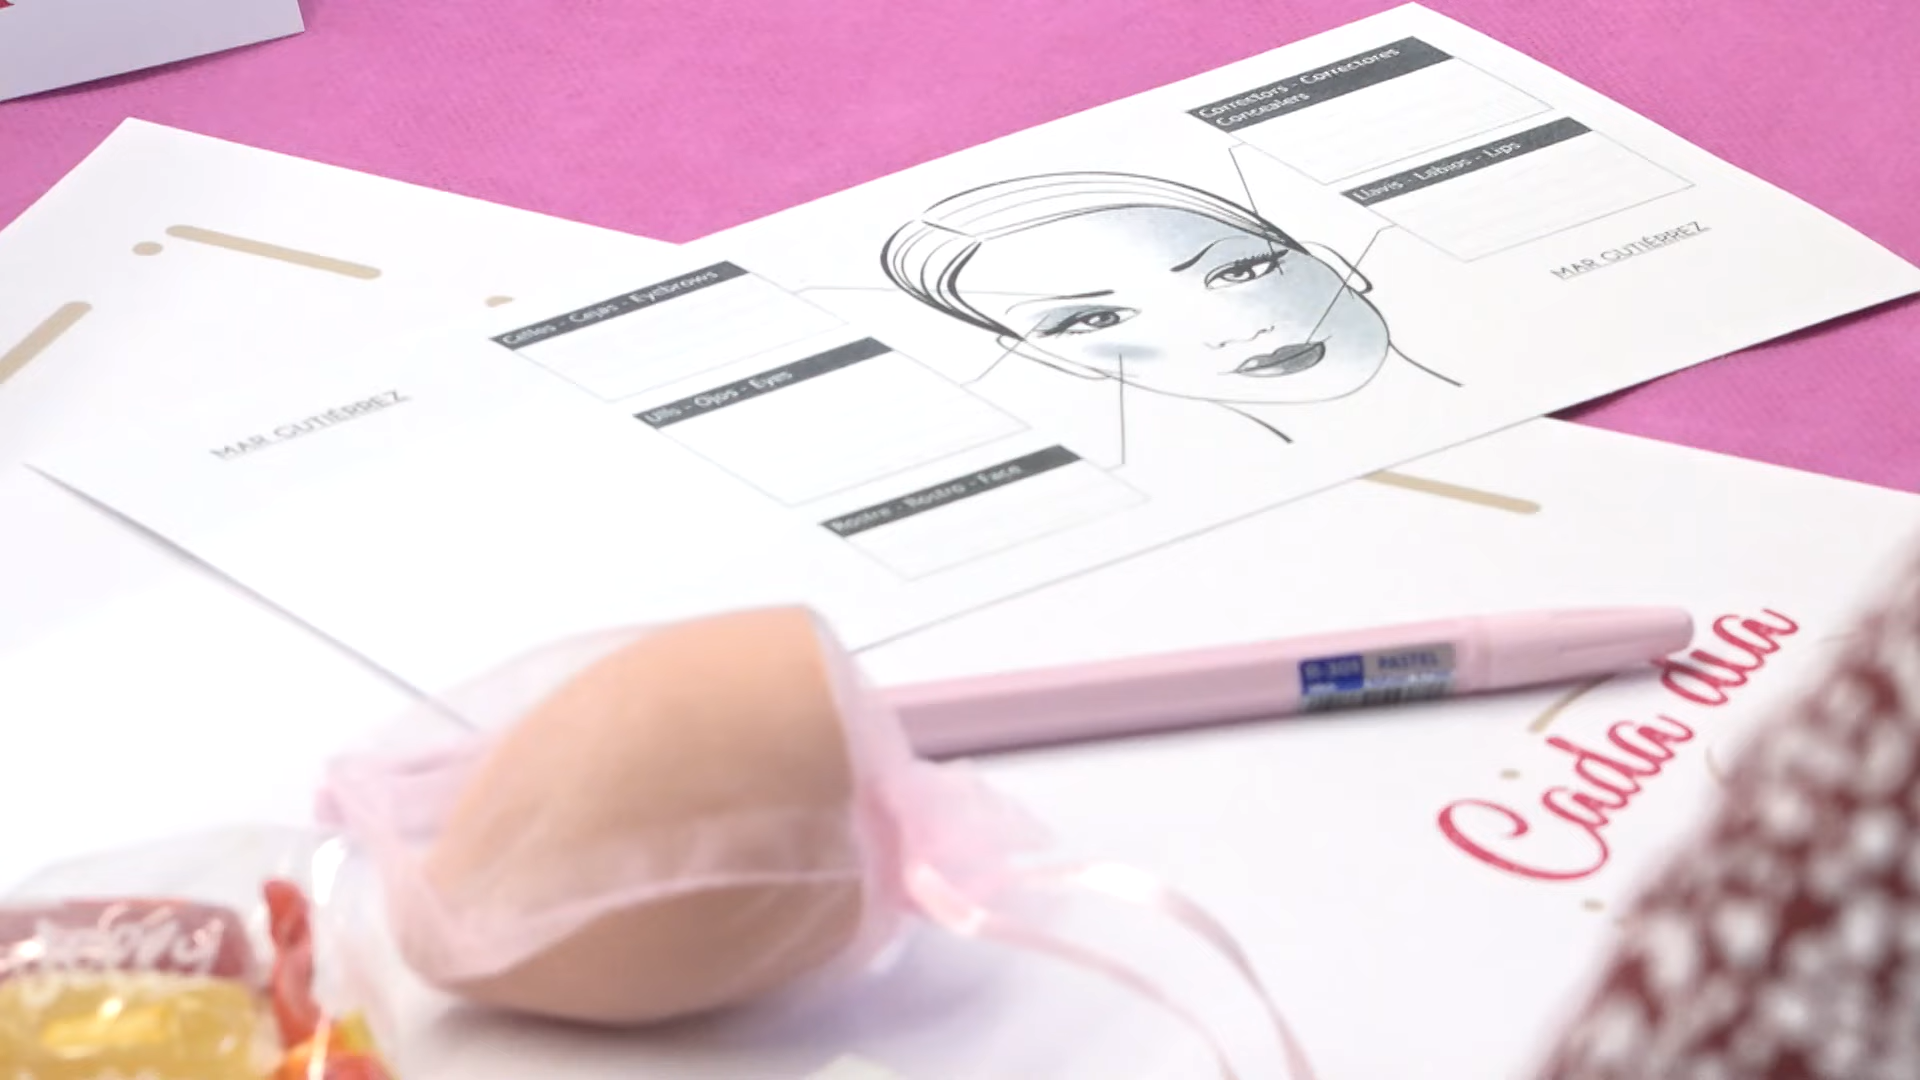 Correctors - Correctores
Concealers
Llavis - Labios - Lips
MAR GUTIÉRREZ
Celles - Cejas - Eyebrows
Ulls - Ojos - Eyes
MAR GUTIÉRREZ
Rostre - Rostro - Face
PASTEL
Cada dia